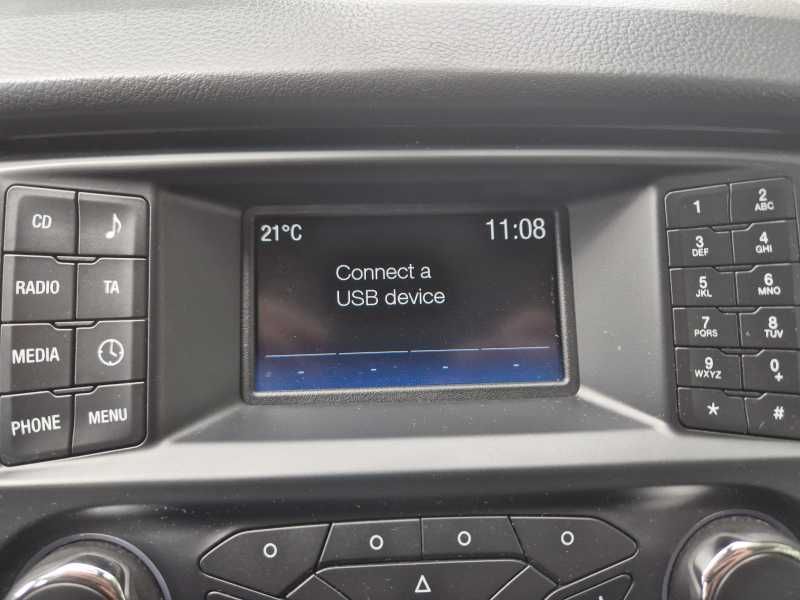 CD
RADIO
TA
MEDIA
PHONE
MENU
21°C
11:08
Connect a
USB device
- - - -
1
2
ABC
3
DEF
4
GHI
5
JKL
6
MNO
7
PQRS
8
TUV
9
WXYZ
0
+
*
#